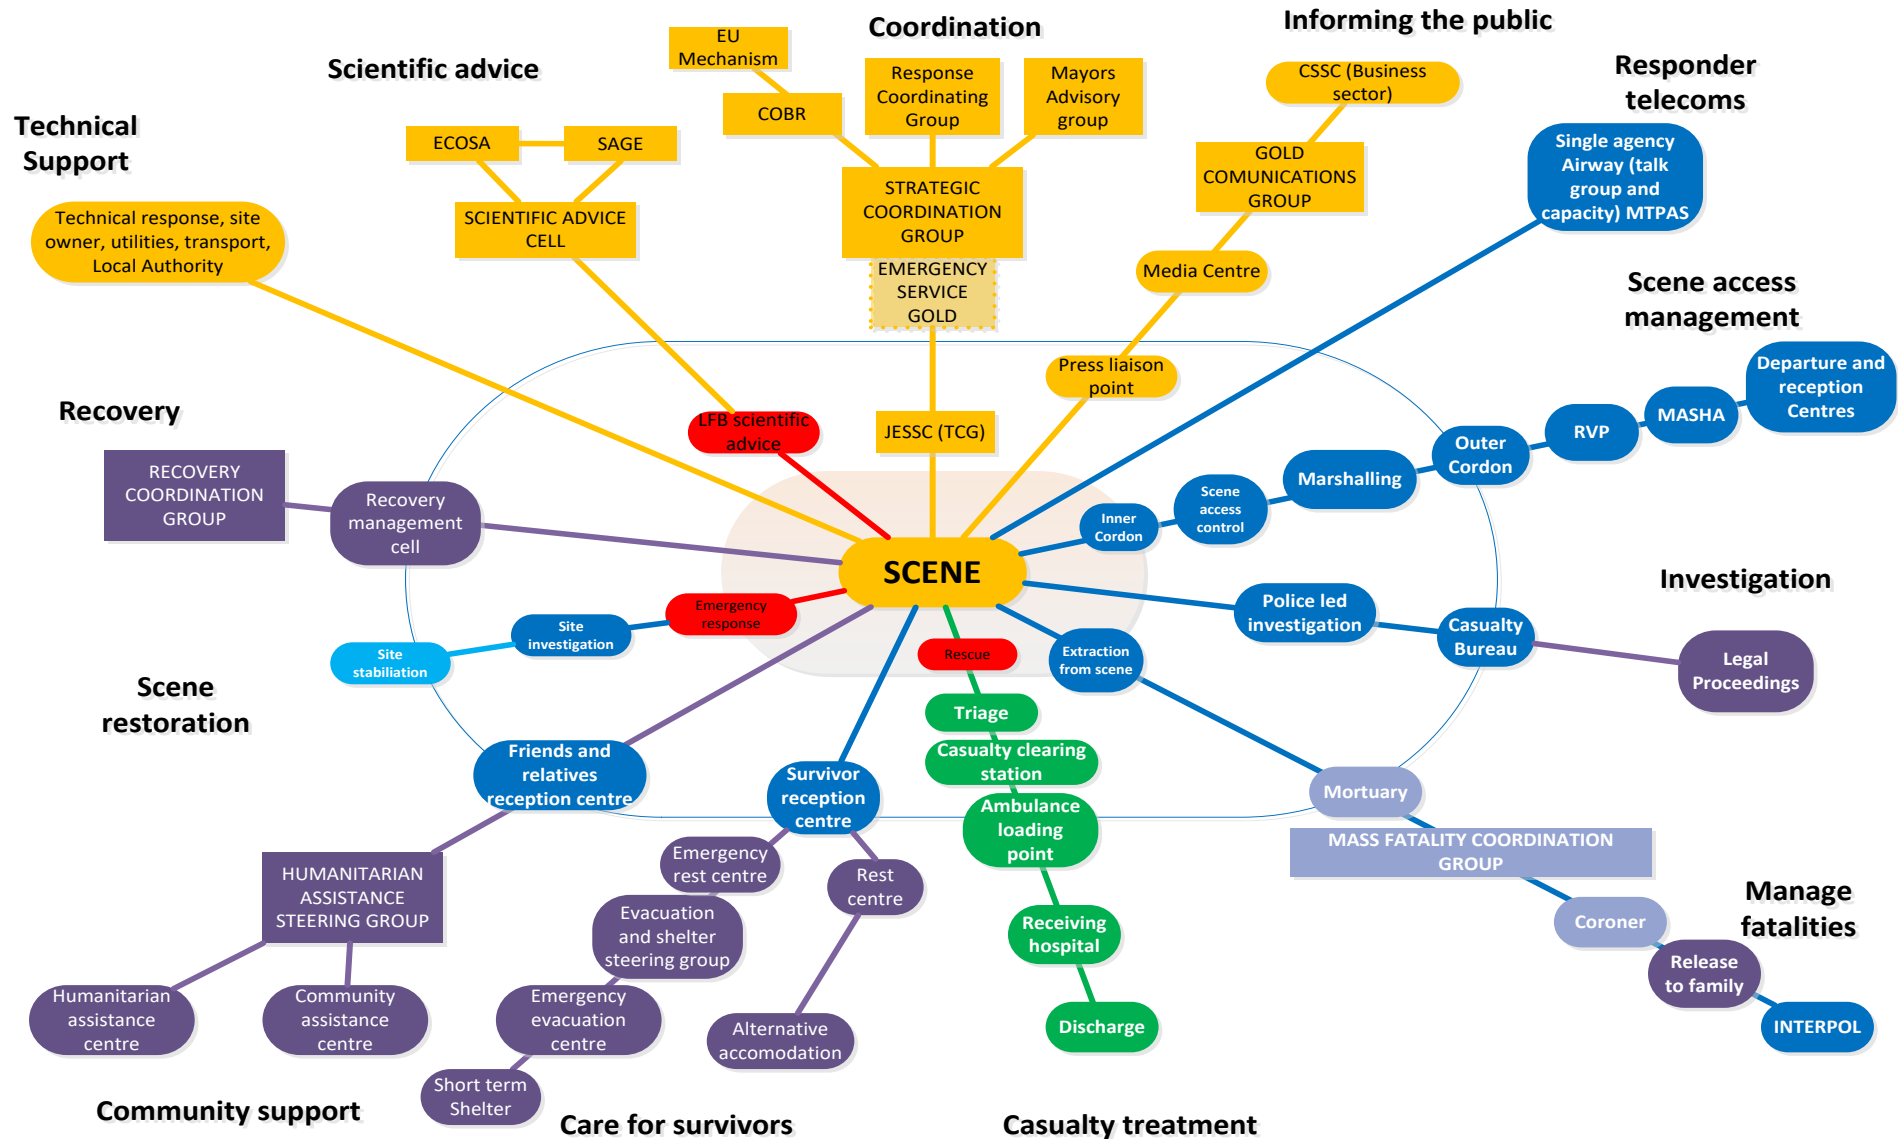 Coordination
Informing the public
Scientific advice
Responder
telecoms
Technical
Support
EU
Mechanism
COBR
Response
Coordinating
Group
Mayors
Advisory
group
CSSC (Business
sector)
ECOSA
SAGE
SCIENTIFIC ADVICE
CELL
STRATEGIC
COORDINATION
GROUP
EMERGENCY
SERVICE
GOLD
GOLD
COMUNICATIONS
GROUP
Media Centre
Press liaison
point
Single agency
Airway (talk
group and
capacity) MTPAS
Technical response, site
owner, utilities, transport,
Local Authority
Scene access
management
Departure and
reception
Centres
MASHA
RVP
Outer
Cordon
Marshalling
Scene
access
control
Inner
Cordon
LFB scientific
advice
JESSC (TCG)
Recovery
RECOVERY
COORDINATION
GROUP
Recovery
management
cell
SCENE
Investigation
Police led
investigation
Casualty
Bureau
Legal
Proceedings
Emergency
response
Site
investigation
Site
stabiliation
Scene
restoration
Rescue
Extraction
from scene
Triage
Casualty clearing
station
Ambulance
loading
point
Receiving
hospital
Discharge
Friends and
relatives
reception centre
Survivor
reception
centre
Mortuary
MASS FATALITY COORDINATION
GROUP
Coroner
Manage
fatalities
Release
to family
INTERPOL
Emergency
rest centre
Rest
centre
Evacuation
and shelter
steering group
Emergency
evacuation
centre
Alternative
accomodation
Short term
Shelter
HUMANITARIAN
ASSISTANCE
STEERING GROUP
Humanitarian
assistance
centre
Community
assistance
centre
Community support
Care for survivors
Casualty treatment